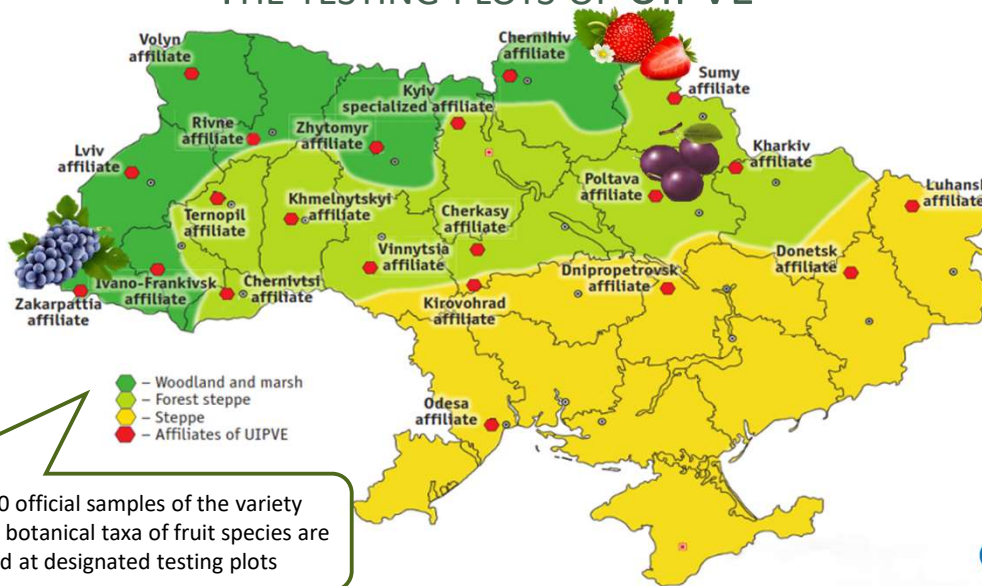 THE TESTING PLOTS OF UIPVE
Volyn
affiliate
Chernihiv
affiliate
Sumy
affiliate
Kyiv
specialized affiliate
Rivne
affiliate
Zhytomyr
affiliate
Lviv
affiliate
Kharkiv
affiliate
Poltava
affiliate
Luhansk
affiliate
Ternopil
affiliate
Khmelnytskyi
affiliate
Cherkasy
affiliate
Vinnytsia
affiliate
Dnipropetrovsk
affiliate
Donetsk
affiliate
Zakarpattia
affiliate
Ivano-Frankivsk
affiliate
Chernivtsi
affiliate
Kirovohrad
affiliate
Odesa
affiliate
– Woodland and marsh
– Forest steppe
– Steppe
– Affiliates of UIPVE
0 official samples of the variety
botanical taxa of fruit species are
d at designated testing plots